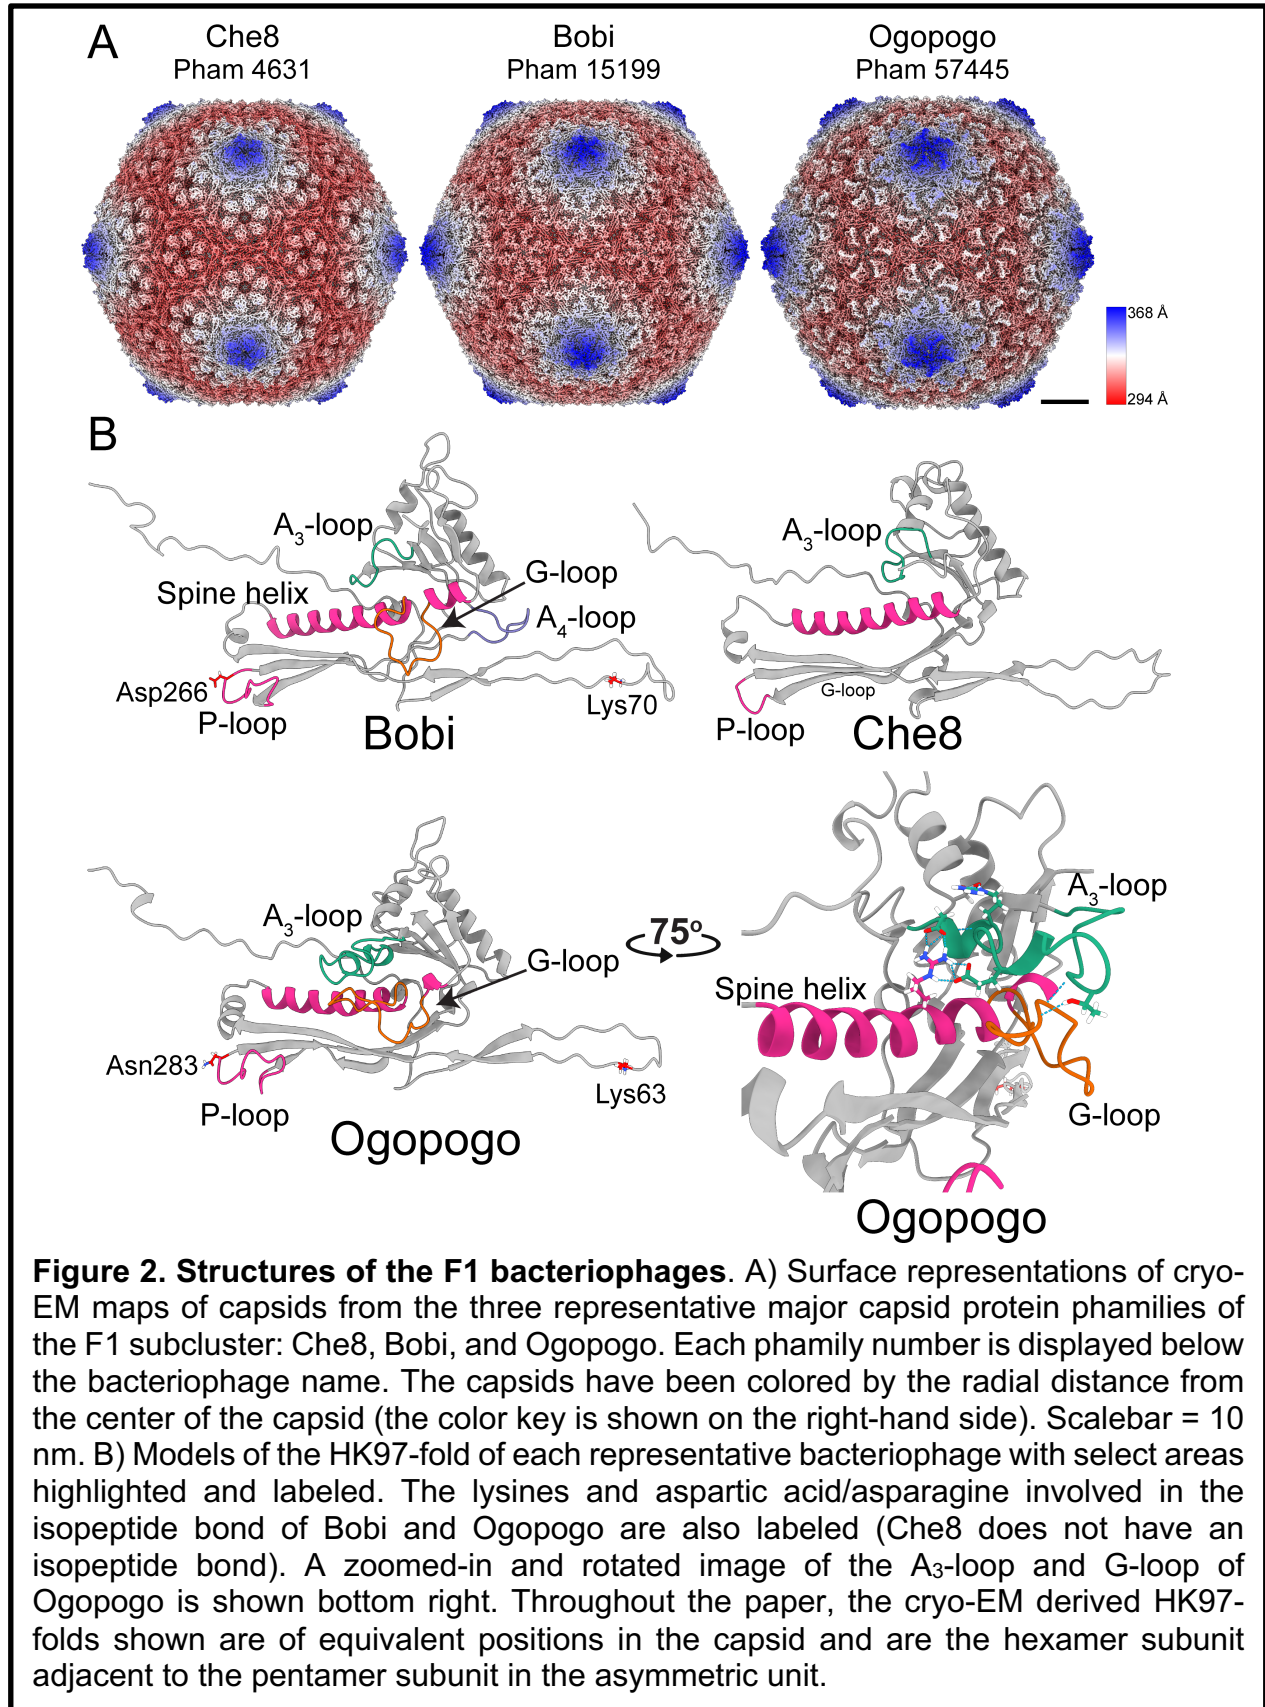 A
Che8
Pham 4631
Bobi
Pham 15199
Ogopogo
Pham 57445
368 Å
294 Å
B
A3-loop
Spine helix
G-loop
A4-loop
Asp266
P-loop
Lys70
Bobi
A3-loop
G-loop
P-loop
Che8
A3-loop
G-loop
Asn283
P-loop
Lys63
Ogopogo
75o
A3-loop
Spine helix
G-loop
Ogopogo
Figure 2. Structures of the F1 bacteriophages. A) Surface representations of cryo-
EM maps of capsids from the three representative major capsid protein phamilies of
the F1 subcluster: Che8, Bobi, and Ogopogo. Each phamily number is displayed below
the bacteriophage name. The capsids have been colored by the radial distance from
the center of the capsid (the color key is shown on the right-hand side). Scalebar = 10
nm. B) Models of the HK97-fold of each representative bacteriophage with select areas
highlighted and labeled. The lysines and aspartic acid/asparagine involved in the
isopeptide bond of Bobi and Ogopogo are also labeled (Che8 does not have an
isopeptide bond). A zoomed-in and rotated image of the A3-loop and G-loop of
Ogopogo is shown bottom right. Throughout the paper, the cryo-EM derived HK97-
folds shown are of equivalent positions in the capsid and are the hexamer subunit
adjacent to the pentamer subunit in the asymmetric unit.